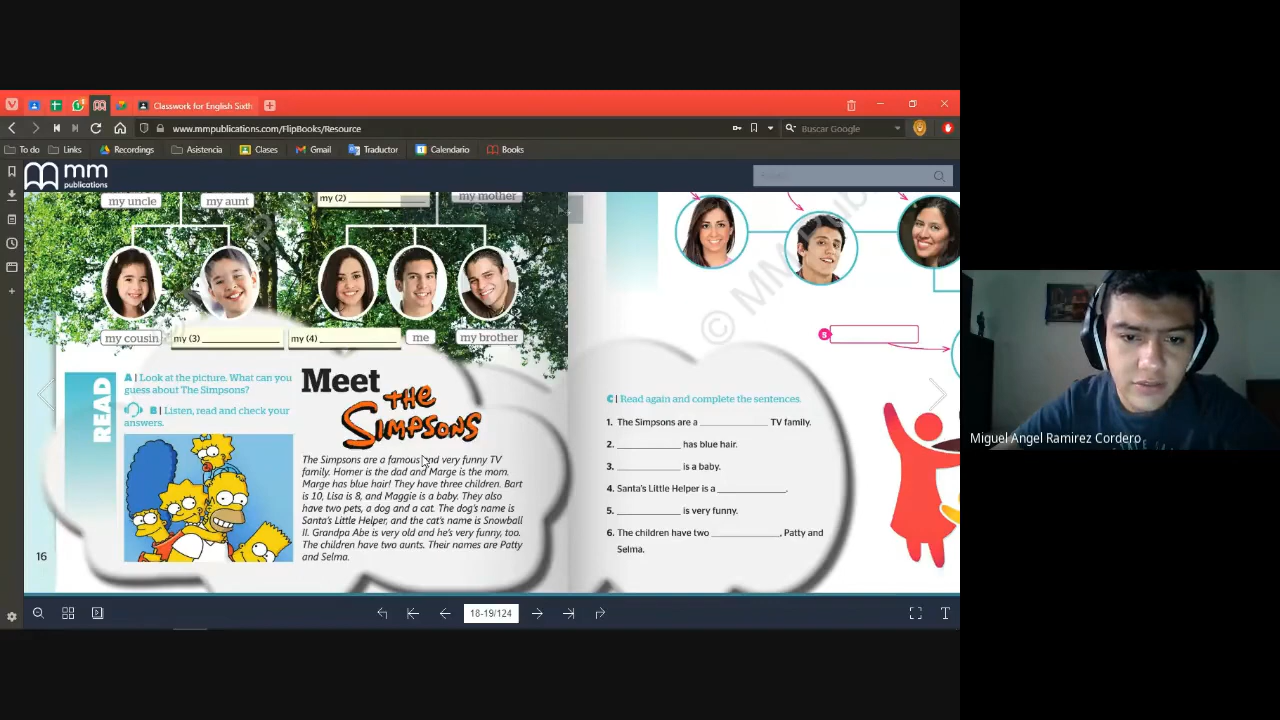 Classwork for English Sixth
www.mmpublications.com/FlipBooks/Resource
Buscar Google
To do
Links
Recordings
Asistencia
Clases
Gmail
Traductor
Calendario
Books
mm
publications
my uncle
my aunt
my (2)
my mother
my cousin
my (3)
my (4)
me
my brother
READ
A | Look at the picture. What can you
guess about The Simpsons?
B | Listen, read and check your
answers.
Meet
THE
SIMPSONS
The Simpsons are a famous and very funny TV
family. Homer is the dad and Marge is the mom.
Marge has blue hair! They have three children. Bart
is 10, Lisa is 8, and Maggie is a baby. They also
have two pets, a dog and a cat. The dog's name is
Santa's Little Helper, and the cat's name is Snowball
II. Grandpa Abe is very old and he's very funny, too.
The children have two aunts. Their names are Patty
and Selma.
16
5
C | Read again and complete the sentences.
1. The Simpsons are a ____________ TV family.
2. ____________ has blue hair.
3. ____________ is a baby.
4. Santa's Little Helper is a ____________.
5. ____________ is very funny.
6. The children have two ____________, Patty and
Selma.
18-19/124
Miguel Angel Ramirez Cordero